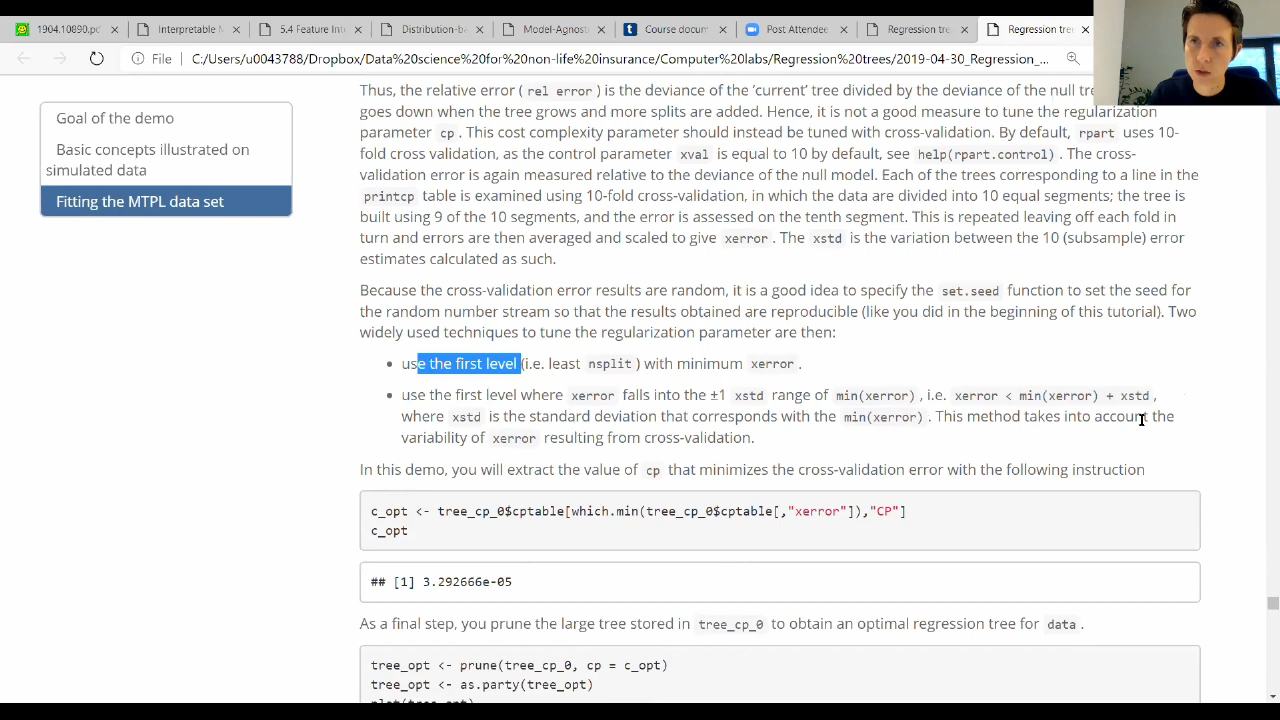 1904.10890.pdf
Interpretable M
5.4 Feature Inte
Distribution-ba
Model-Agnosti
Course docum
Post Attendee
Regression tree
Regression tree
File C:/Users/u0043788/Dropbox/Data%20science%20for%20non-life%20insurance/Computer%20labs/Regression%20trees/2019-04-30_Regression_...
Goal of the demo
Basic concepts illustrated on
simulated data
Fitting the MTPL data set
Thus, the relative error ( rel error ) is the deviance of the 'current' tree divided by the deviance of the null tre
goes down when the tree grows and more splits are added. Hence, it is not a good measure to tune the regularization
parameter cp . This cost complexity parameter should instead be tuned with cross-validation. By default, rpart uses 10-
fold cross validation, as the control parameter xval is equal to 10 by default, see help(rpart.control) . The cross-
validation error is again measured relative to the deviance of the null model. Each of the trees corresponding to a line in the
printcp table is examined using 10-fold cross-validation, in which the data are divided into 10 equal segments; the tree is
built using 9 of the 10 segments, and the error is assessed on the tenth segment. This is repeated leaving off each fold in
turn and errors are then averaged and scaled to give xerror . The xstd is the variation between the 10 (subsample) error
estimates calculated as such.
Because the cross-validation error results are random, it is a good idea to specify the set.seed function to set the seed for
the random number stream so that the results obtained are reproducible (like you did in the beginning of this tutorial). Two
widely used techniques to tune the regularization parameter are then:
• use the first level (i.e. least nsplit ) with minimum xerror .
• use the first level where xerror falls into the ±1 xstd range of min(xerror) , i.e. xerror < min(xerror) + xstd ,
where xstd is the standard deviation that corresponds with the min(xerror) . This method takes into account the
variability of xerror resulting from cross-validation.
In this demo, you will extract the value of cp that minimizes the cross-validation error with the following instruction
c_opt <- tree_cp_0$cptable[which.min(tree_cp_0$cptable[,"xerror"]),"CP"]
c_opt
## [1] 3.292666e-05
As a final step, you prune the large tree stored in tree_cp_0 to obtain an optimal regression tree for data .
tree_opt <- prune(tree_cp_0, cp = c_opt)
tree_opt <- as.party(tree_opt)
plot(tree_opt)